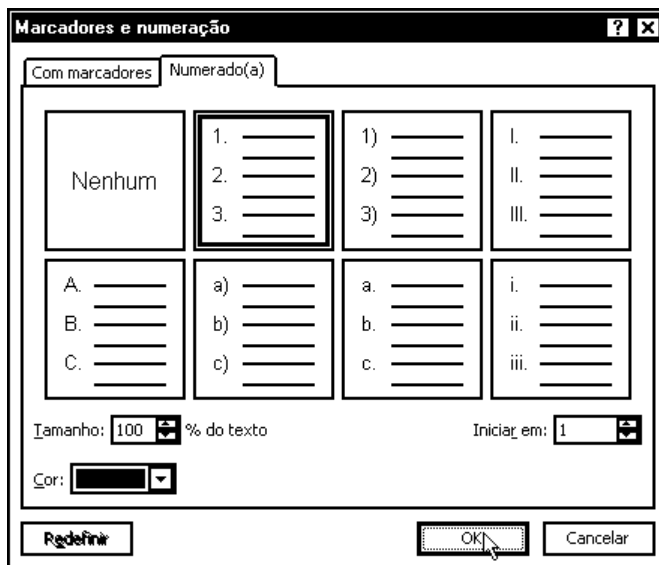 Marcadores e numeração
Com marcadores Numerado(a)
Nenhum
1.
2.
3.
1)
2)
3)
I.
II.
III.
A.
B.
C.
a)
b)
c)
a.
b.
c.
i.
ii.
iii.
Tamanho: 100 % do texto Iniciar em: 1
Cor:
Redefinir OK Cancelar